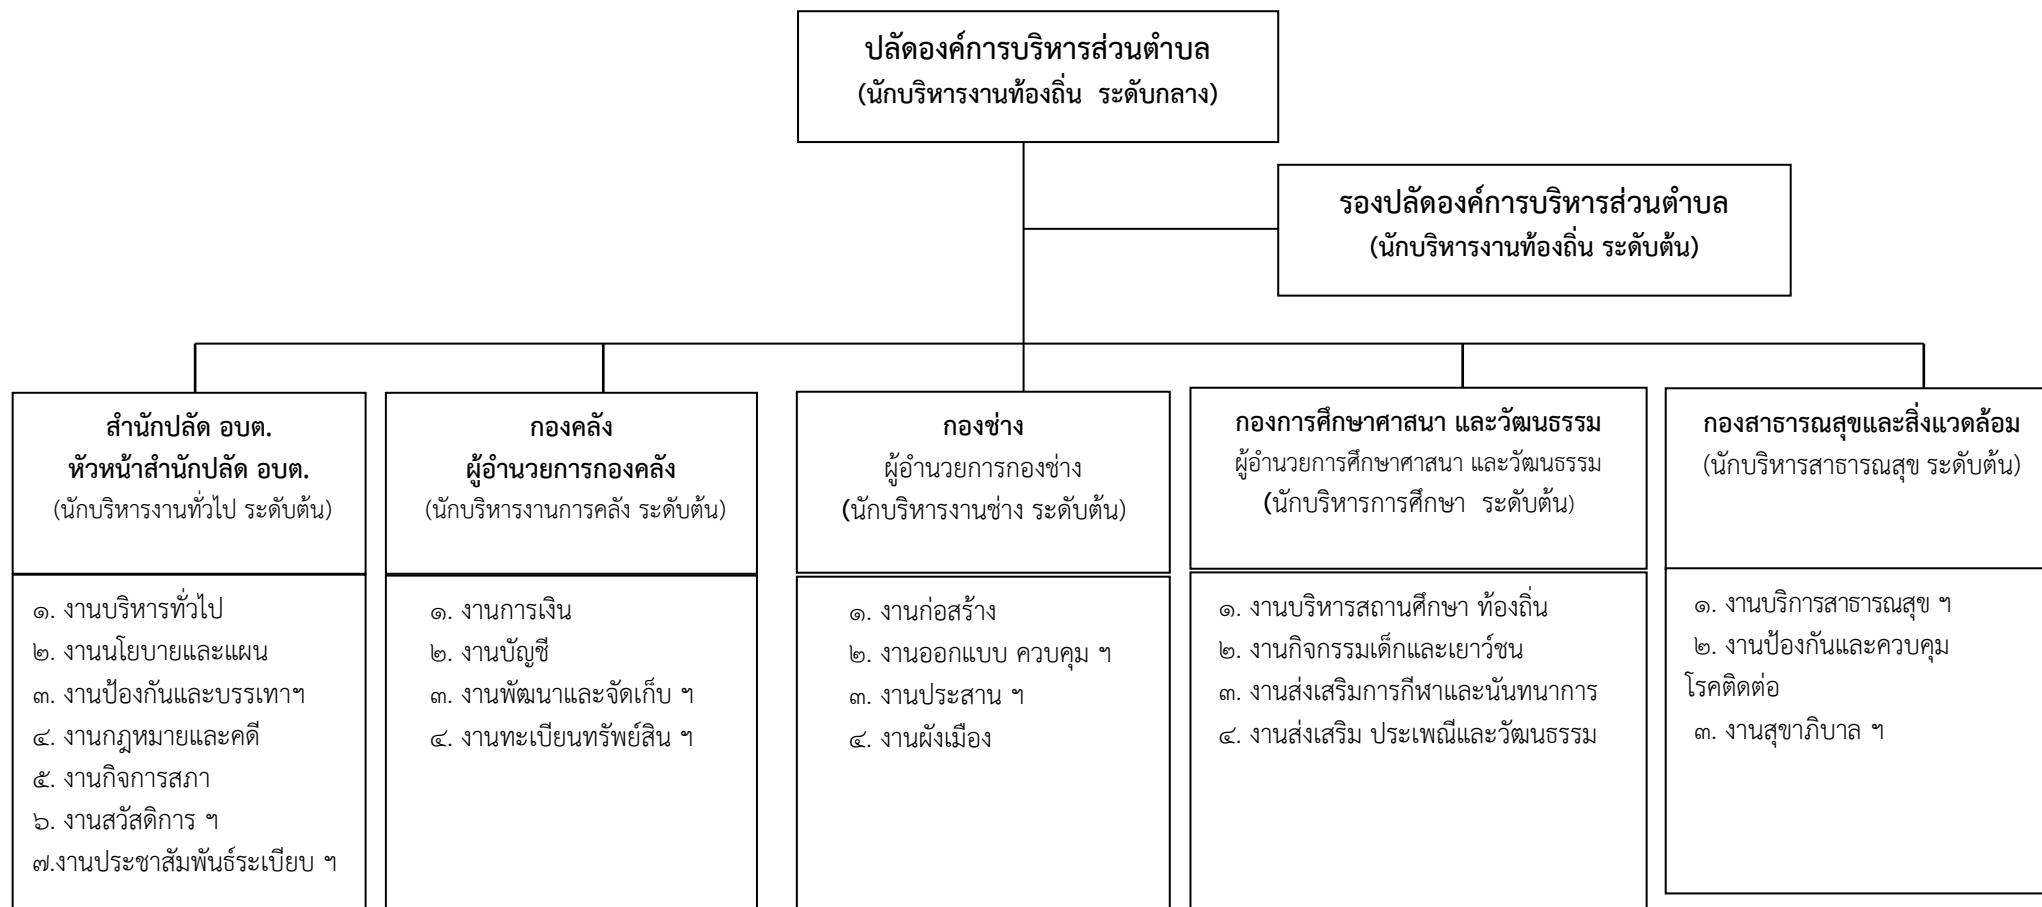 ปลัดองค์การบริหารส่วนตำบล
(นักบริหารงานท้องถิ่น ระดับกลาง)
รองปลัดองค์การบริหารส่วนตำบล
(นักบริหารงานท้องถิ่น ระดับต้น)
สำนักปลัด อบต.
หัวหน้าสำนักปลัด อบต.
(นักบริหารงานทั่วไป ระดับต้น)
๑. งานบริหารทั่วไป
๒. งานนโยบายและแผน
๓. งานป้องกันและบรรเทาฯ
๔. งานกฎหมายและคดี
๕. งานกิจการสภา
๖. งานสวัสดิการ ฯ
๗.งานประชาสัมพันธ์ระเบียบ ฯ
กองคลัง
ผู้อำนวยการกองคลัง
(นักบริหารงานการคลัง ระดับต้น)
๑. งานการเงิน
๒. งานบัญชี
๓. งานพัฒนาและจัดเก็บ ฯ
๔. งานทะเบียนทรัพย์สิน ฯ
กองช่าง
ผู้อำนวยการกองช่าง
(นักบริหารงานช่าง ระดับต้น)
๑. งานก่อสร้าง
๒. งานออกแบบ ควบคุม ฯ
๓. งานประสาน ฯ
๔. งานผังเมือง
กองการศึกษาศาสนา และวัฒนธรรม
ผู้อำนวยการศึกษาศาสนา และวัฒนธรรม
(นักบริหารการศึกษา ระดับต้น)
๑. งานบริหารสถานศึกษา ท้องถิ่น
๒. งานกิจกรรมเด็กและเยาว์ชน
๓. งานส่งเสริมการกีฬาและนันทนาการ
๔. งานส่งเสริม ประเพณีและวัฒนธรรม
กองสาธารณสุขและสิ่งแวดล้อม
(นักบริหารสาธารณสุข ระดับต้น)
๑. งานบริการสาธารณสุข ฯ
๒. งานป้องกันและควบคุม
โรคติดต่อ
๓. งานสุขาภิบาล ฯ